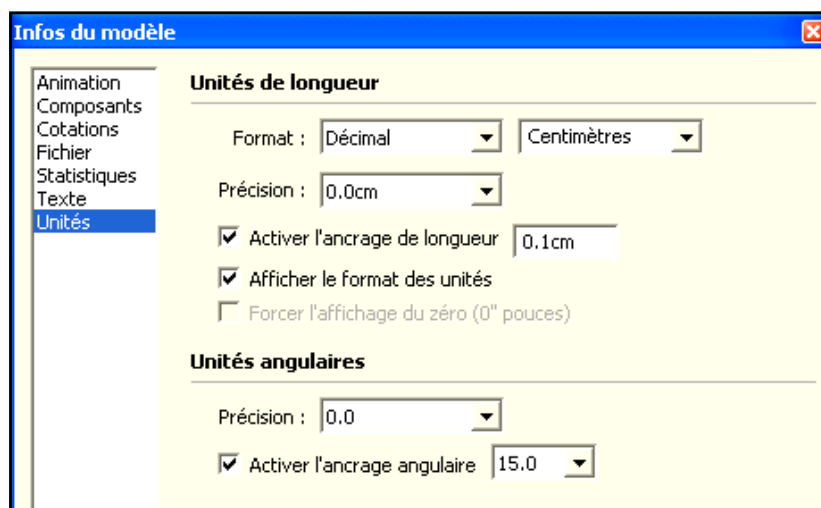 Infos du modèle
Animation
Composants
Cotations
Fichier
Statistiques
Texte
Unités
Unités de longueur
Format : Décimal Centimètres
Précision : 0.0cm
Activer l'ancrage de longueur 0.1cm
Afficher le format des unités
Forcer l'affichage du zéro (0" pouces)
Unités angulaires
Précision : 0.0
Activer l'ancrage angulaire 15.0